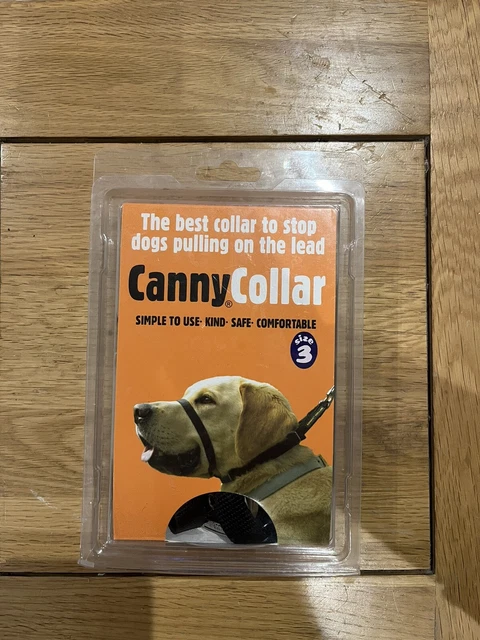 The best collar to stop
dogs pulling on the lead
CannyCollar®
SIMPLE TO USE· KIND· SAFE· COMFORTABLE
size
3